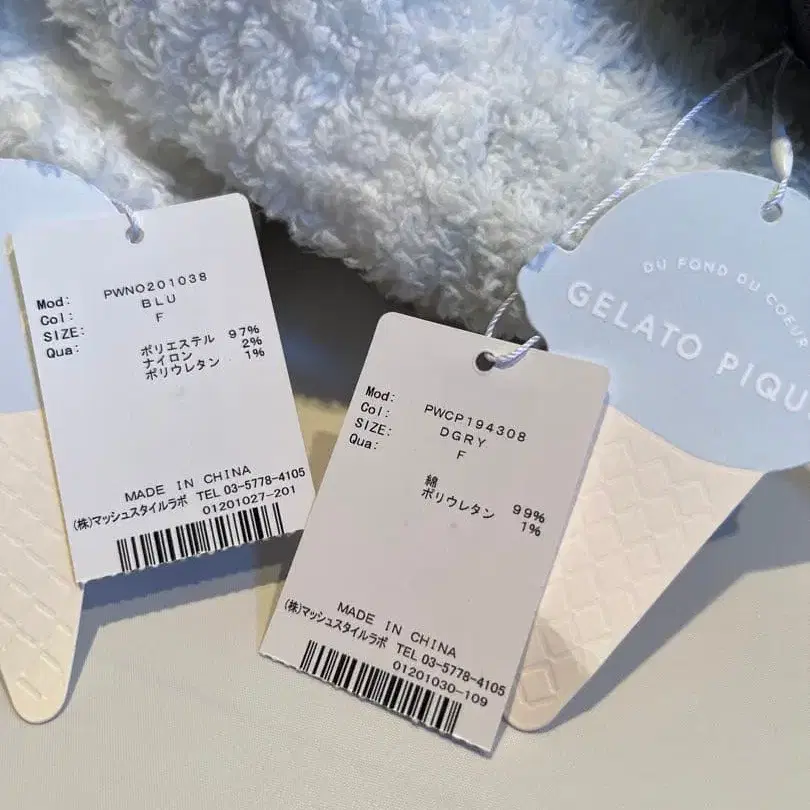 Mod: PWNO201038
Col: BLU
SIZE: F
Qua: ポリエステル 97%
ナイロン 2%
ポリウレタン 1%
MADE IN CHINA
(株)マッシュスタイルラボ TEL 03-5778-4105
01201027-201
Mod: PWCP194308
Col: DGRY
SIZE: F
Qua:
綿 99%
ポリウレタン 1%
MADE IN CHINA
(株)マッシュスタイルラボ TEL 03-5778-4105
01201030-109
DU FOND DU COEUR
GELATO PIQU